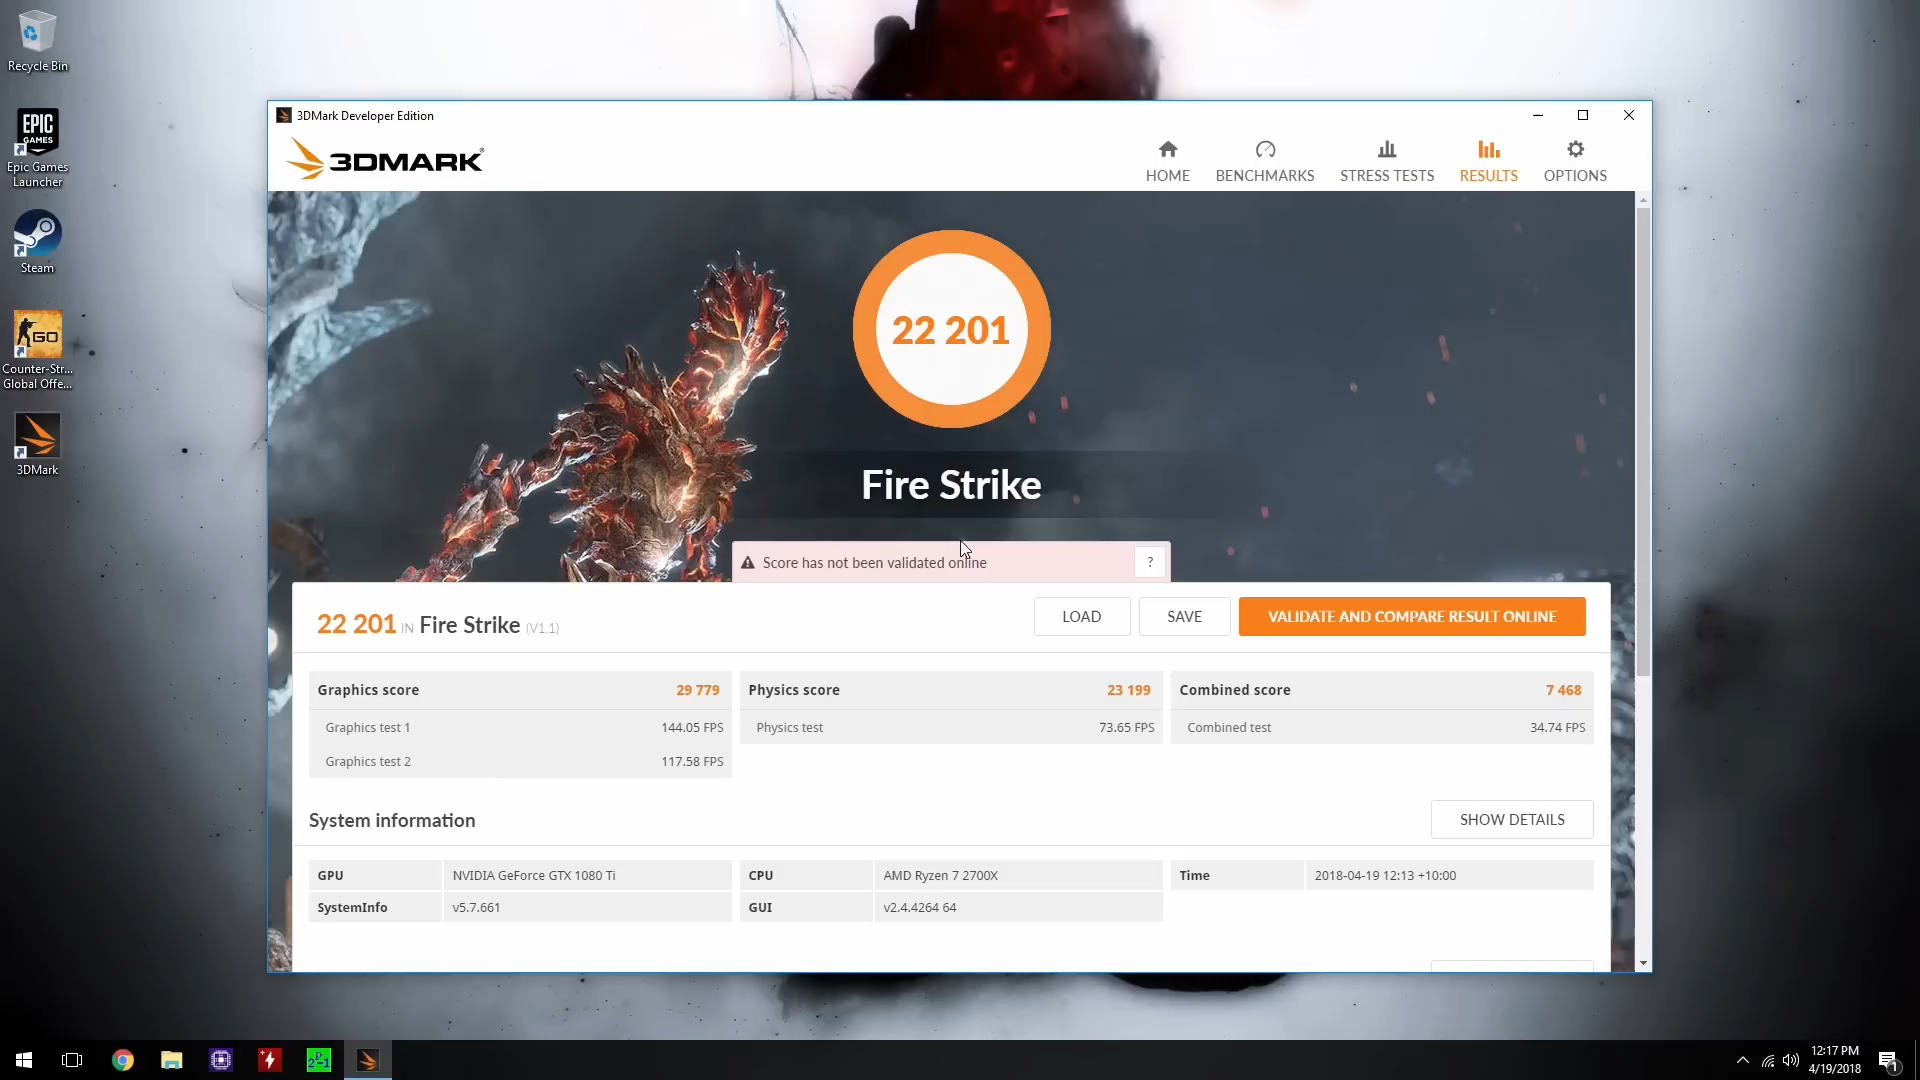 Recycle Bin
EPIC
GAMES
Epic Games
Launcher
Steam
GO
Counter-Str...
Global Offe...
3DMark
3DMark Developer Edition
3DMARK®
HOME
BENCHMARKS
STRESS TESTS
RESULTS
OPTIONS
22 201
Fire Strike
Score has not been validated online
?
22 201 IN Fire Strike (V1.1)
LOAD
SAVE
VALIDATE AND COMPARE RESULT ONLINE
Graphics score 29 779
Graphics test 1 144.05 FPS
Graphics test 2 117.58 FPS
Physics score 23 199
Physics test 73.65 FPS
Combined score 7 468
Combined test 34.74 FPS
System information
SHOW DETAILS
GPU NVIDIA GeForce GTX 1080 Ti
CPU AMD Ryzen 7 2700X
Time 2018-04-19 12:13 +10:00
SystemInfo v5.7.661
GUI v2.4.4264 64
P
2-1
12:17 PM
4/19/2018
1